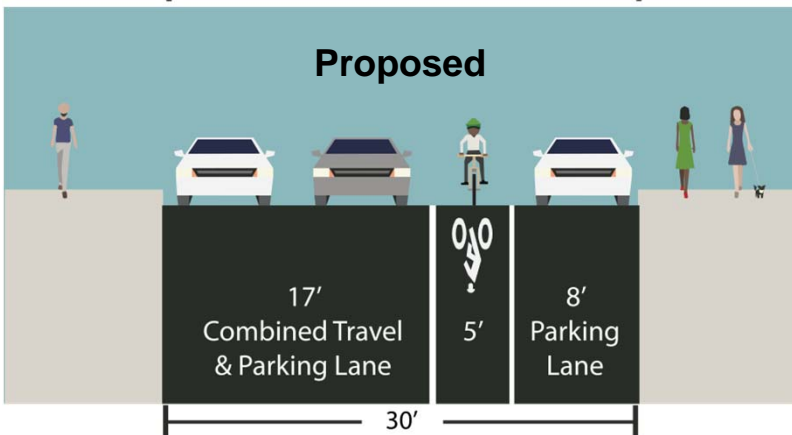 Proposed
17'
Combined Travel
& Parking Lane
5'
8'
Parking
Lane
30'